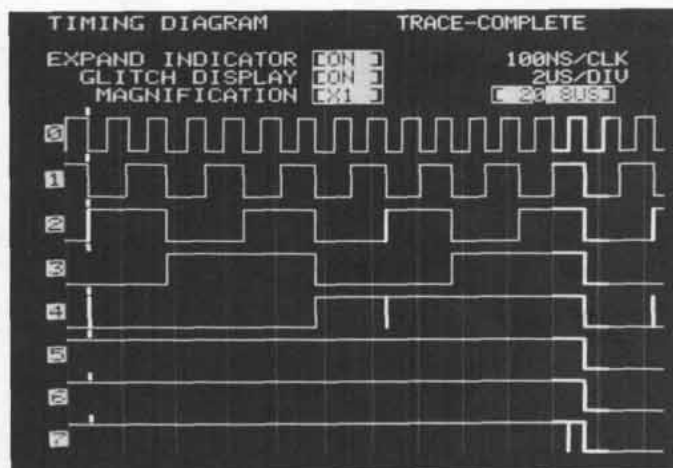 TIMING DIAGRAM TRACE-COMPLETE
EXPAND INDICATOR [ON ] 100NS/CLK
GLITCH DISPLAY [ON ] 2US/DIV
MAGNIFICATION [X1 ] [ 20.8US]
0
1
2
3
4
5
6
7